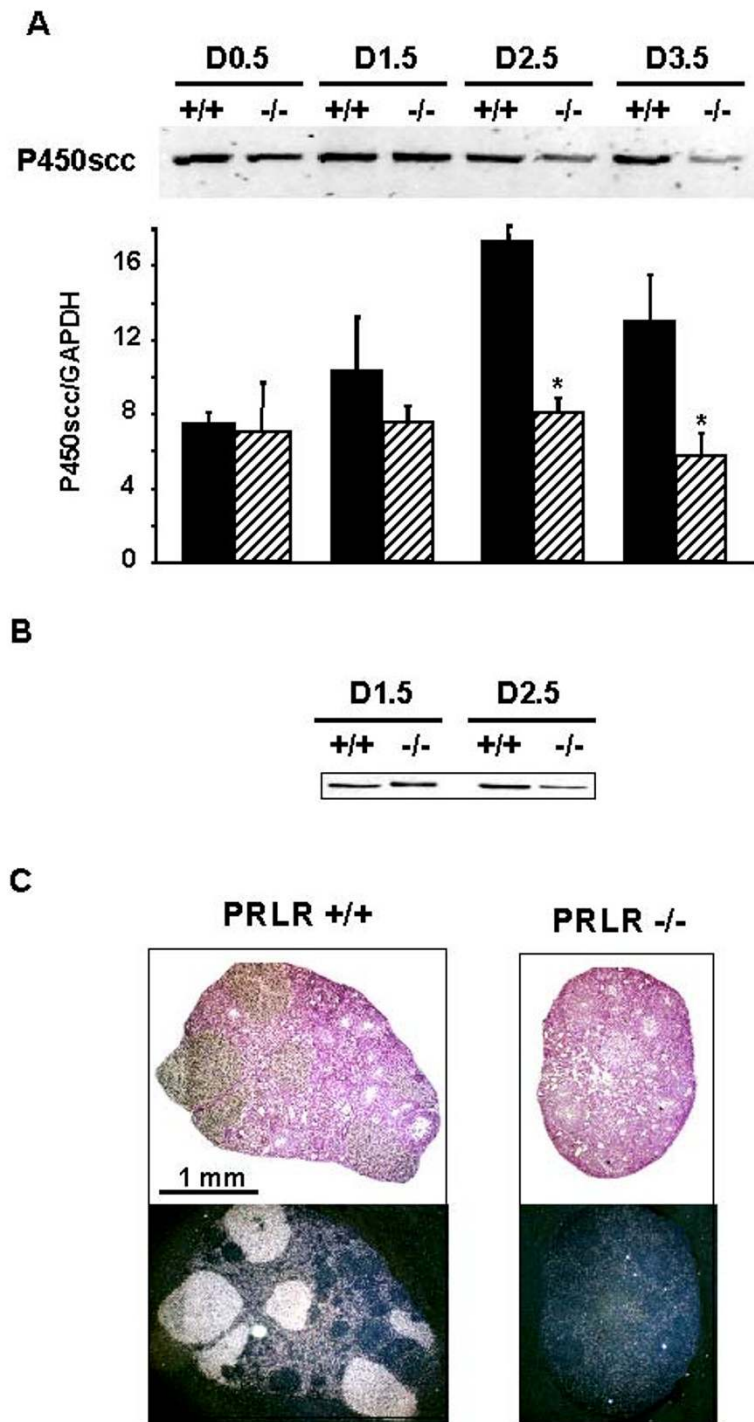 A
D0.5 D1.5 D2.5 D3.5
+/+ -/- +/+ -/- +/+ -/- +/+ -/-
P450scc
P450scc/GAPDH
16
12
8
4
0
*
*
B
D1.5 D2.5
+/+ -/- +/+ -/-
C
PRLR +/+ PRLR -/-
1 mm